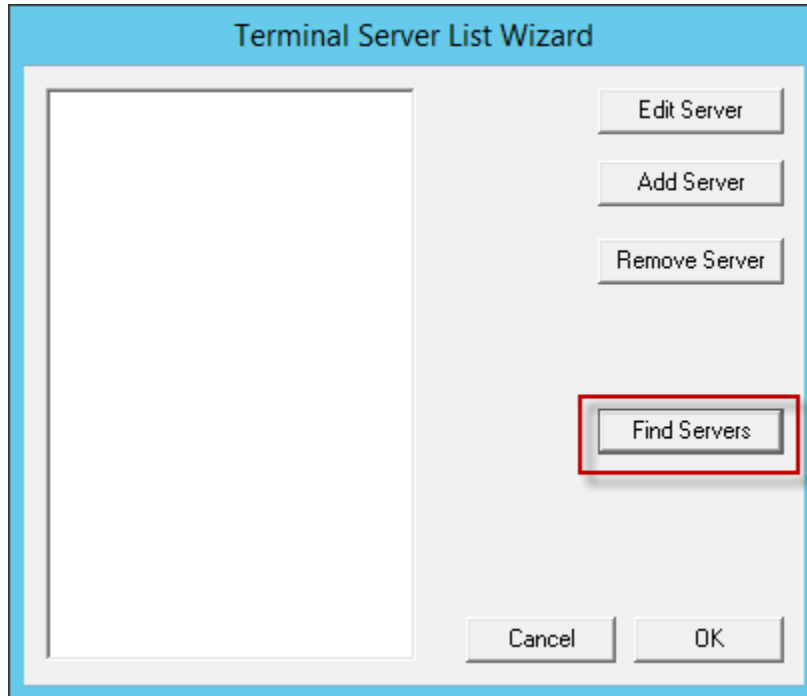 Terminal Server List Wizard
Edit Server
Add Server
Remove Server
Find Servers
Cancel
OK